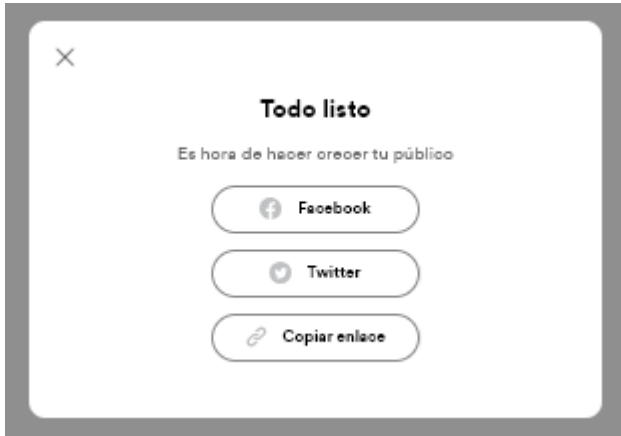 Todo listo
Es hora de hacer crecer tu público
Facebook
Twitter
Copiar enlace